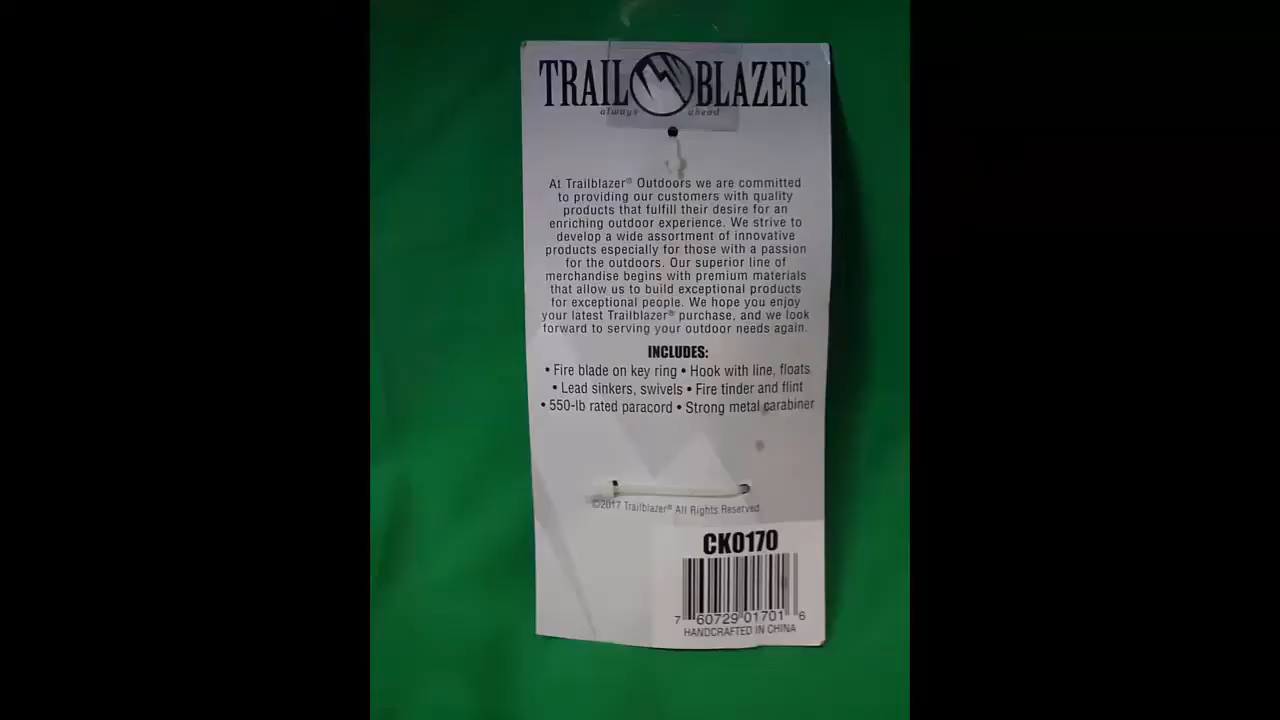 TRAIL BLAZER®
always ahead
At Trailblazer® Outdoors we are committed
to providing our customers with quality
products that fulfill their desire for an
enriching outdoor experience. We strive to
develop a wide assortment of innovative
products especially for those with a passion
for the outdoors. Our superior line of
merchandise begins with premium materials
that allow us to build exceptional products
for exceptional people. We hope you enjoy
your latest Trailblazer® purchase, and we look
forward to serving your outdoor needs again.
INCLUDES:
• Fire blade on key ring • Hook with line, floats
• Lead sinkers, swivels • Fire tinder and flint
• 550-lb rated paracord • Strong metal carabiner
©2017 Trailblazer® All Rights Reserved
CK0170
7 60729 01701 6
HANDCRAFTED IN CHINA